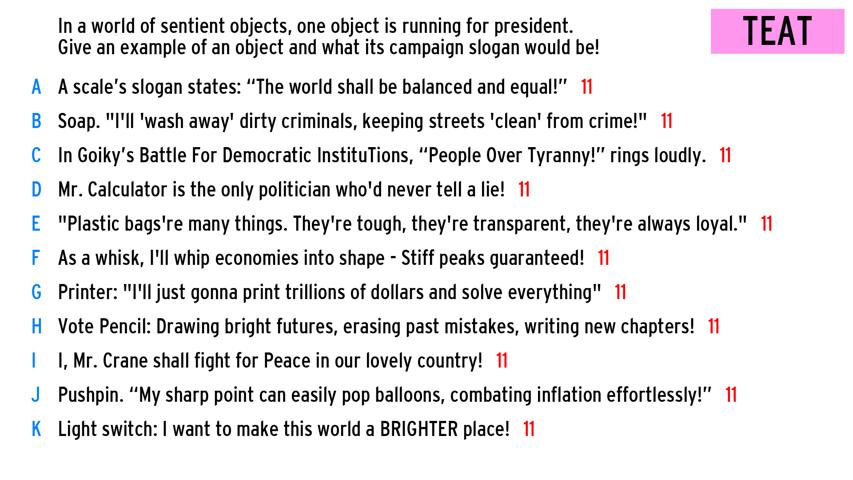 In a world of sentient objects, one object is running for president.
Give an example of an object and what its campaign slogan would be!
TEAT
A A scale’s slogan states: “The world shall be balanced and equal!” 11
B Soap. "I'll 'wash away' dirty criminals, keeping streets 'clean' from crime!" 11
C In Goiky’s Battle For Democratic InstituTions, “People Over Tyranny!” rings loudly. 11
D Mr. Calculator is the only politician who'd never tell a lie! 11
E "Plastic bags're many things. They're tough, they're transparent, they're always loyal." 11
F As a whisk, I'll whip economies into shape - Stiff peaks guaranteed! 11
G Printer: "I'll just gonna print trillions of dollars and solve everything" 11
H Vote Pencil: Drawing bright futures, erasing past mistakes, writing new chapters! 11
I I, Mr. Crane shall fight for Peace in our lovely country! 11
J Pushpin. “My sharp point can easily pop balloons, combating inflation effortlessly!” 11
K Light switch: I want to make this world a BRIGHTER place! 11